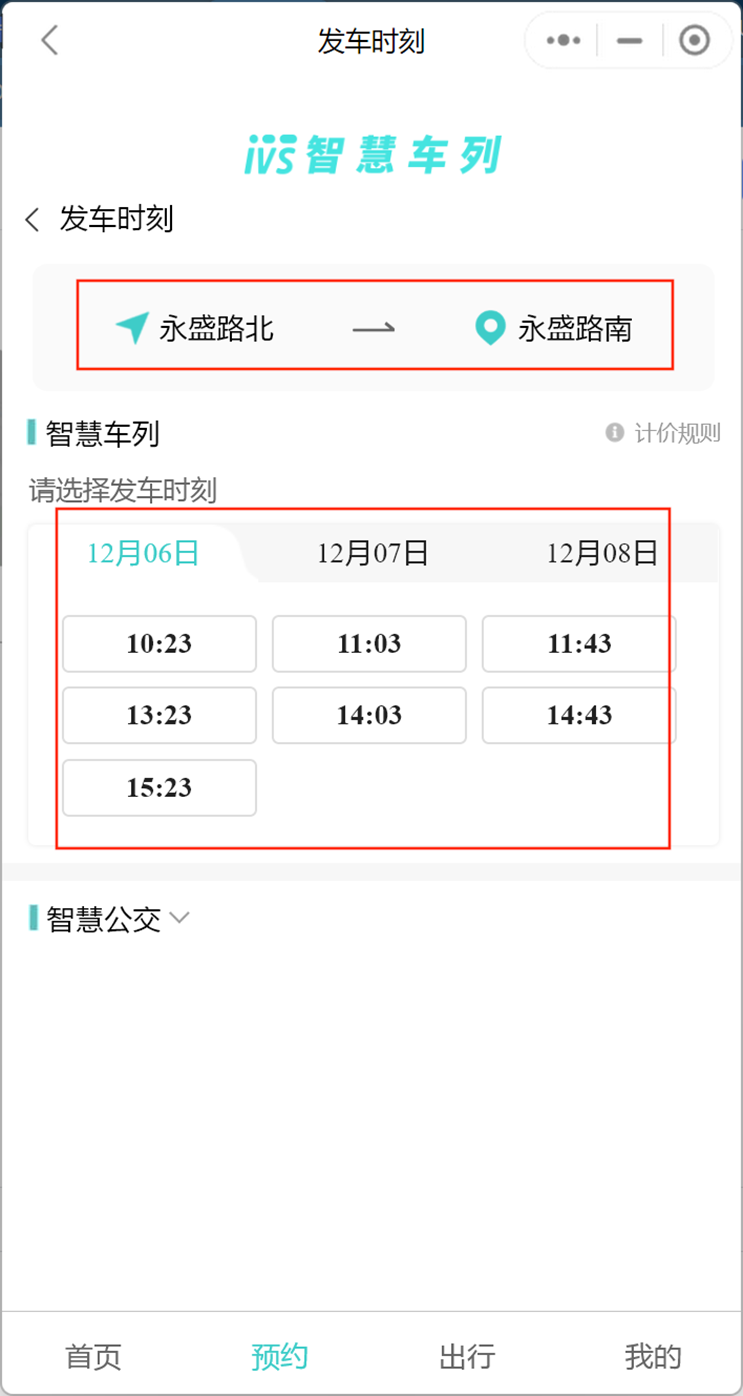 发车时刻
iVS智慧车列
发车时刻
永盛路北 永盛路南
智慧车列 计价规则
请选择发车时刻
12月06日 12月07日 12月08日
10:23 11:03 11:43
13:23 14:03 14:43
15:23
智慧公交
首页 预约 出行 我的